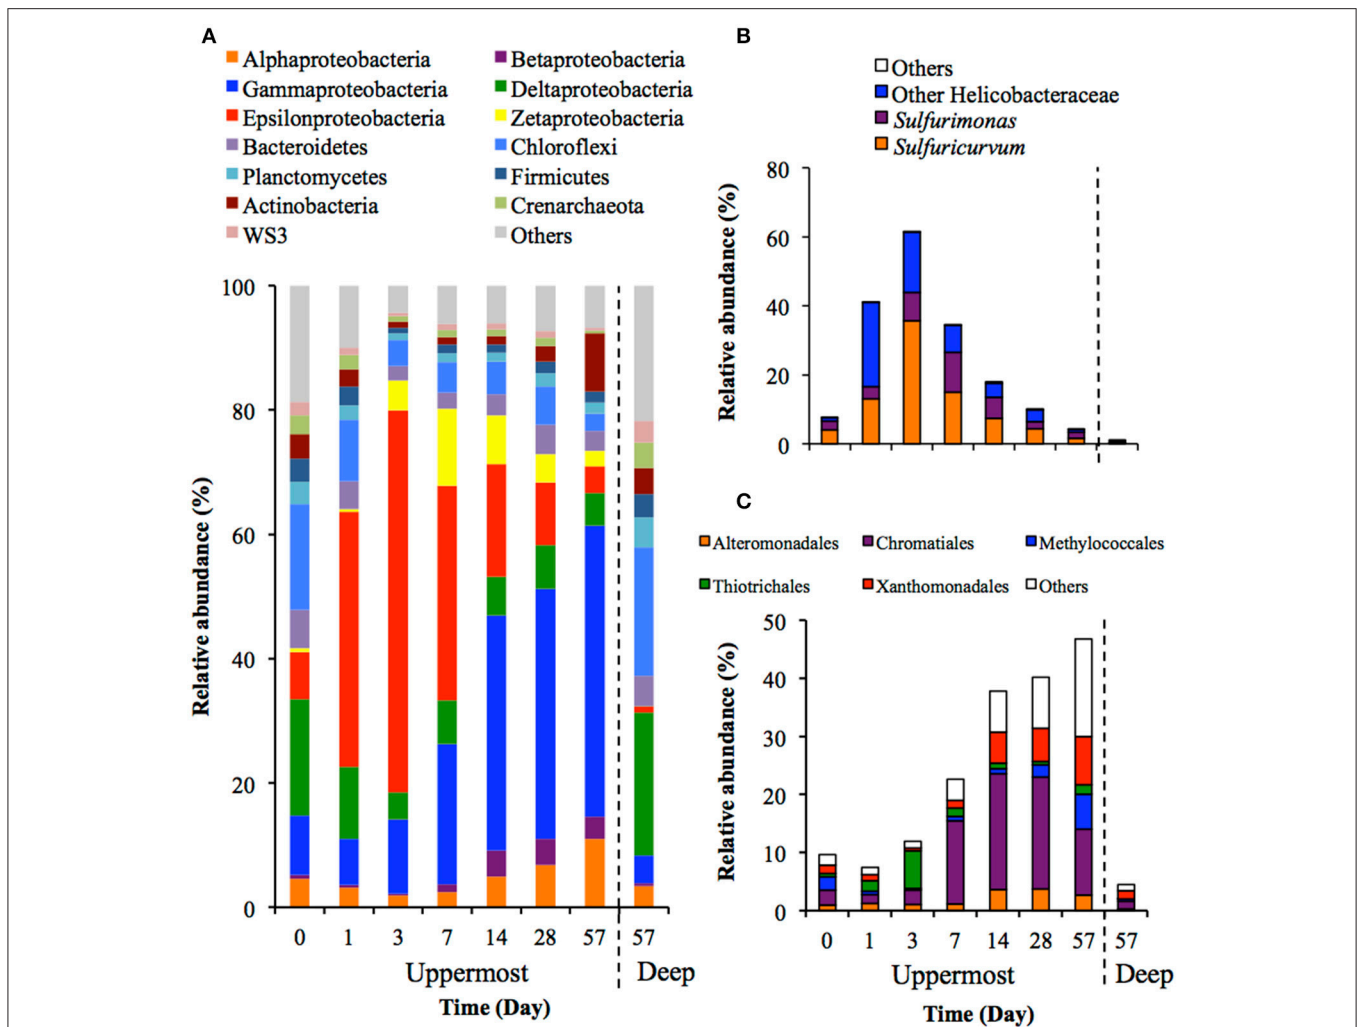 A
Alphaproteobacteria
Betaproteobacteria
Gammaproteobacteria
Deltaproteobacteria
Epsilonproteobacteria
Zetaproteobacteria
Bacteroidetes
Chloroflexi
Planctomycetes
Firmicutes
Actinobacteria
Crenarchaeota
WS3
Others
Relative abundance (%)
100
80
60
40
20
0
0 1 3 7 14 28 57 57
Uppermost Deep
Time (Day)
B
Others
Other Helicobacteraceae
Sulfurimonas
Sulfuricurvum
Relative abundance (%)
80
60
40
20
0
C
Alteromonadales Chromatiales Methylococcales
Thiotrichales Xanthomonadales Others
Relative abundance (%)
50
40
30
20
10
0
0 1 3 7 14 28 57 57
Uppermost Deep
Time (Day)